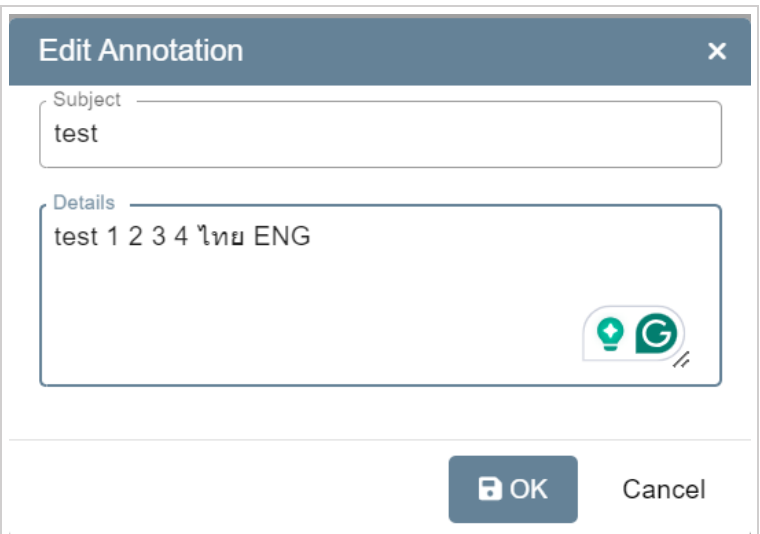 Edit Annotation
Subject
test
Details
test 1 2 3 4 ไทย ENG
OK
Cancel